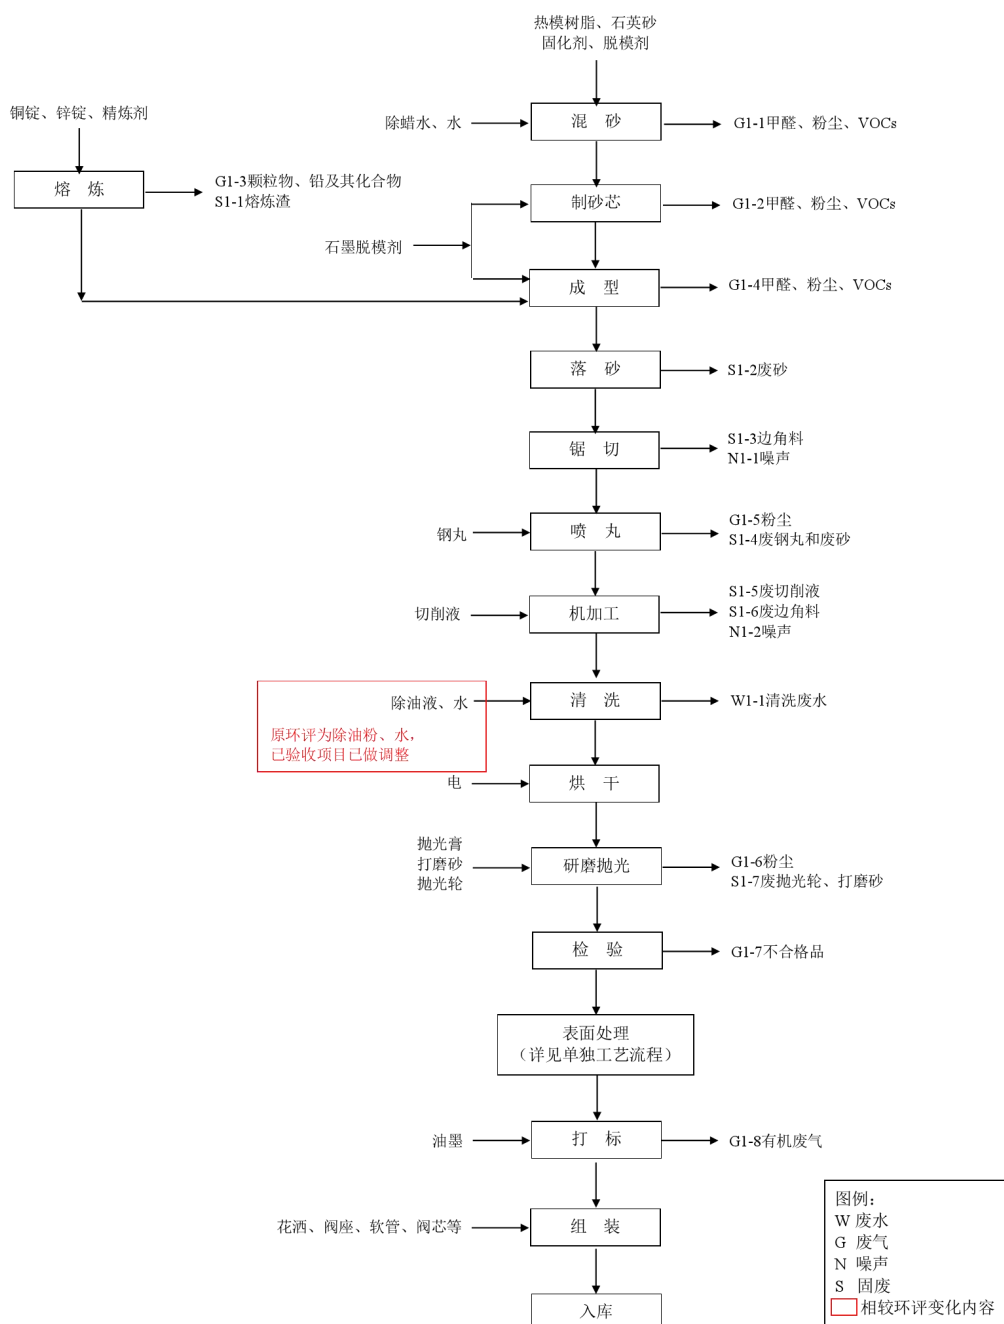 热模树脂、石英砂
固化剂、脱模剂
铜锭、锌锭、精炼剂
除蜡水、水
混 砂
G1-1甲醛、粉尘、VOCs
熔 炼
G1-3颗粒物、铅及其化合物
S1-1熔炼渣
制砂芯
G1-2甲醛、粉尘、VOCs
石墨脱模剂
成 型
G1-4甲醛、粉尘、VOCs
落 砂
S1-2废砂
锯 切
S1-3边角料
N1-1噪声
钢丸
喷 丸
G1-5粉尘
S1-4废钢丸和废砂
切削液
机加工
S1-5废切削液
S1-6废边角料
N1-2噪声
除油液、水
清 洗
W1-1清洗废水
原环评为除油粉、水，
已验收项目已做调整
电
烘 干
抛光膏
打磨砂
抛光轮
研磨抛光
G1-6粉尘
S1-7废抛光轮、打磨砂
检 验
G1-7不合格品
表面处理
（详见单独工艺流程）
油墨
打 标
G1-8有机废气
花洒、阀座、软管、阀芯等
组 装
入库
图例：
W 废水
G 废气
N 噪声
S 固废
相较环评变化内容